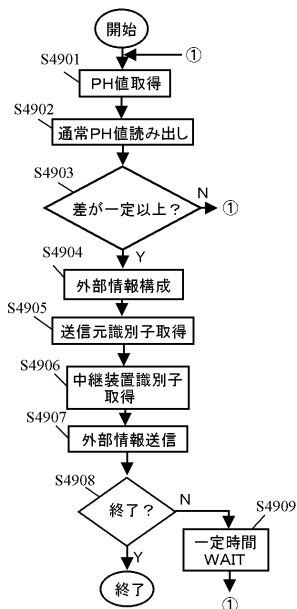 開始
①
S4901
PH値取得
S4902
通常PH値読み出し
S4903
差が一定以上？
N
①
Y
S4904
外部情報構成
S4905
送信元識別子取得
S4906
中継装置識別子
取得
S4907
外部情報送信
S4908
終了？
N
S4909
一定時間
WAIT
Y
終了
①